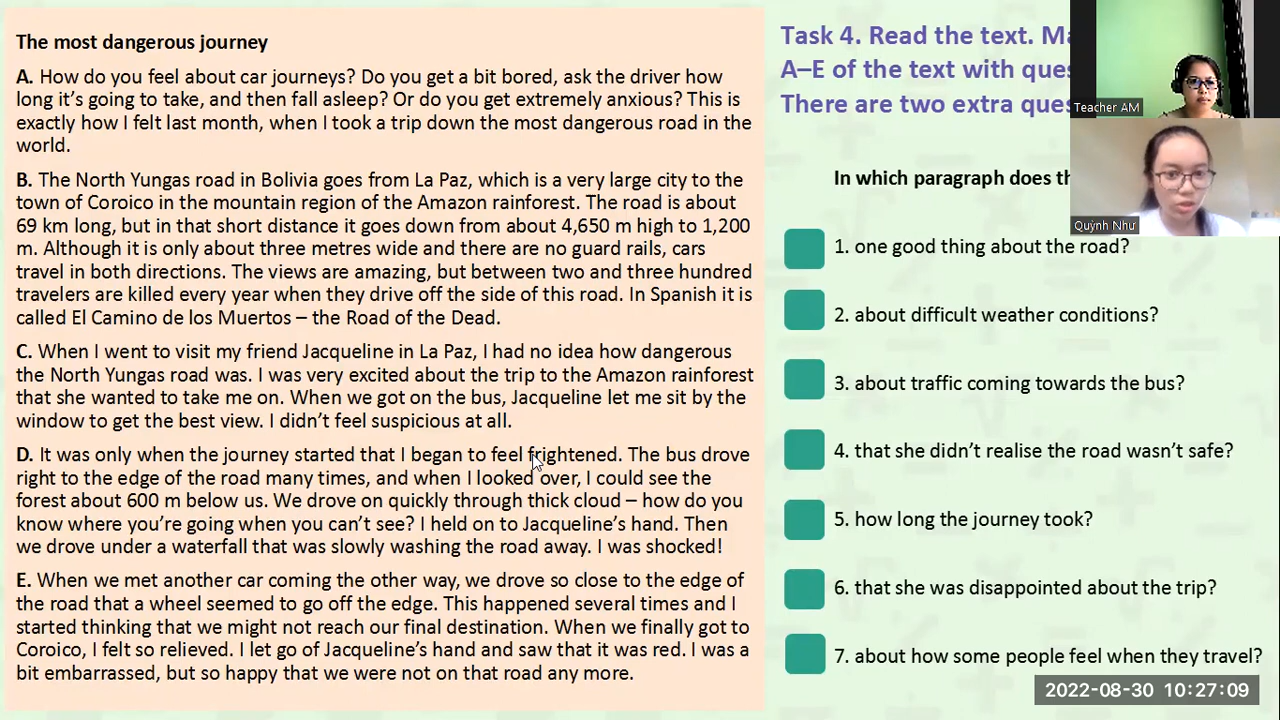 The most dangerous journey
A. How do you feel about car journeys? Do you get a bit bored, ask the driver how
long it's going to take, and then fall asleep? Or do you get extremely anxious? This is
exactly how I felt last month, when I took a trip down the most dangerous road in the
world.
B. The North Yungas road in Bolivia goes from La Paz, which is a very large city to the
town of Coroico in the mountain region of the Amazon rainforest. The road is about
69 km long, but in that short distance it goes down from about 4,650 m high to 1,200
m. Although it is only about three metres wide and there are no guard rails, cars
travel in both directions. The views are amazing, but between two and three hundred
travelers are killed every year when they drive off the side of this road. In Spanish it is
called El Camino de los Muertos – the Road of the Dead.
C. When I went to visit my friend Jacqueline in La Paz, I had no idea how dangerous
the North Yungas road was. I was very excited about the trip to the Amazon rainforest
that she wanted to take me on. When we got on the bus, Jacqueline let me sit by the
window to get the best view. I didn't feel suspicious at all.
D. It was only when the journey started that I began to feel frightened. The bus drove
right to the edge of the road many times, and when I looked over, I could see the
forest about 600 m below us. We drove on quickly through thick cloud – how do you
know where you're going when you can't see? I held on to Jacqueline's hand. Then
we drove under a waterfall that was slowly washing the road away. I was shocked!
E. When we met another car coming the other way, we drove so close to the edge of
the road that a wheel seemed to go off the edge. This happened several times and I
started thinking that we might not reach our final destination. When we finally got to
Coroico, I felt so relieved. I let go of Jacqueline's hand and saw that it was red. I was a
bit embarrassed, but so happy that we were not on that road any more.
Task 4. Read the text. Ma
A–E of the text with ques
There are two extra ques
In which paragraph does th
1. one good thing about the road?
2. about difficult weather conditions?
3. about traffic coming towards the bus?
4. that she didn't realise the road wasn't safe?
5. how long the journey took?
6. that she was disappointed about the trip?
7. about how some people feel when they travel?
Teacher AM
Quỳnh Như
2022-08-30 10:27:09